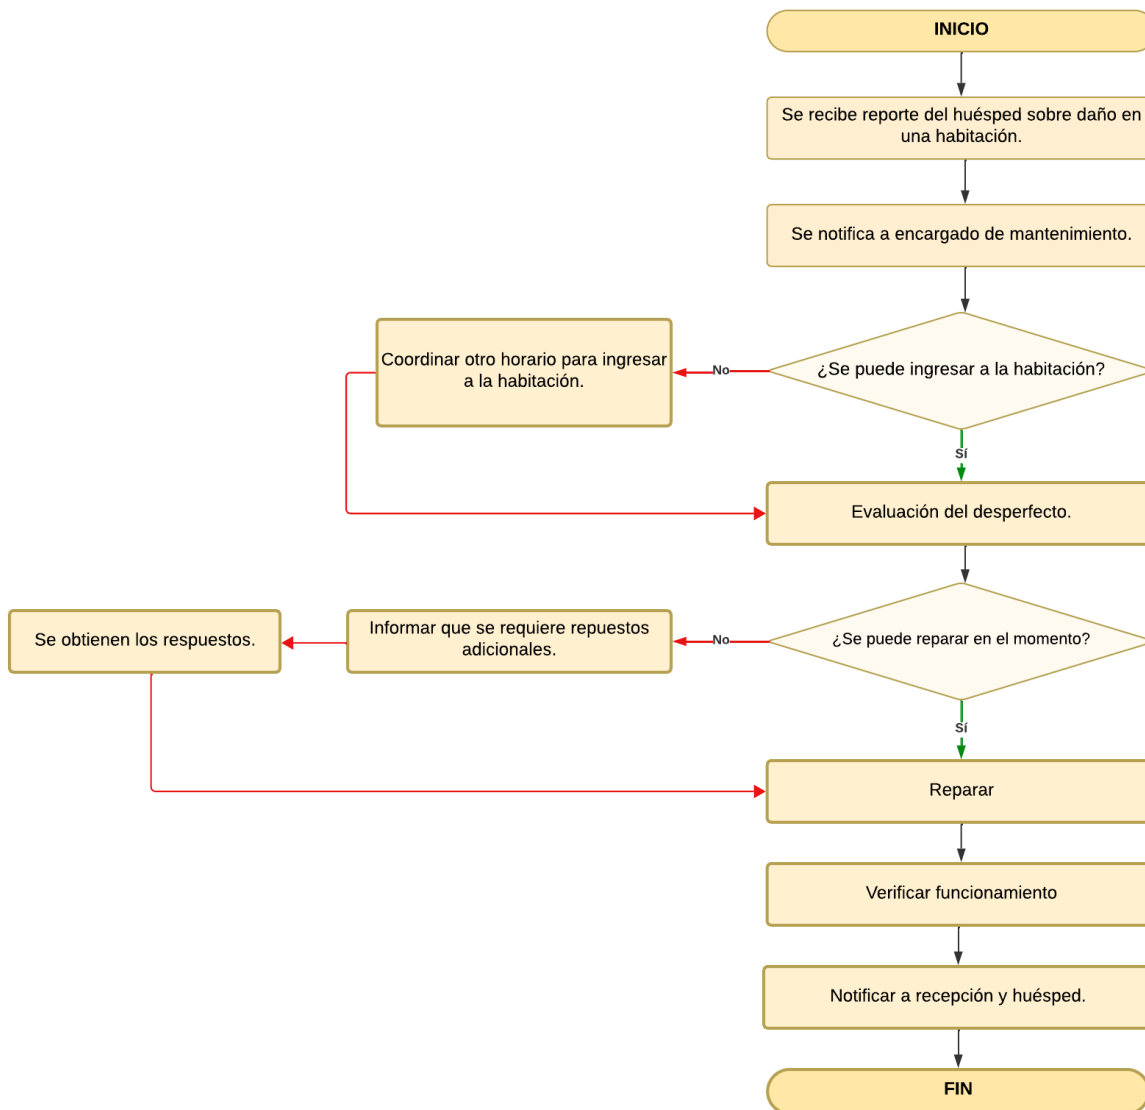 INICIO
Se recibe reporte del huésped sobre daño en
una habitación.
Se notifica a encargado de mantenimiento.
¿Se puede ingresar a la habitación?
No
Coordinar otro horario para ingresar
a la habitación.
Sí
Evaluación del desperfecto.
¿Se puede reparar en el momento?
No
Informar que se requiere repuestos
adicionales.
Se obtienen los respuestos.
Sí
Reparar
Verificar funcionamiento
Notificar a recepción y huésped.
FIN